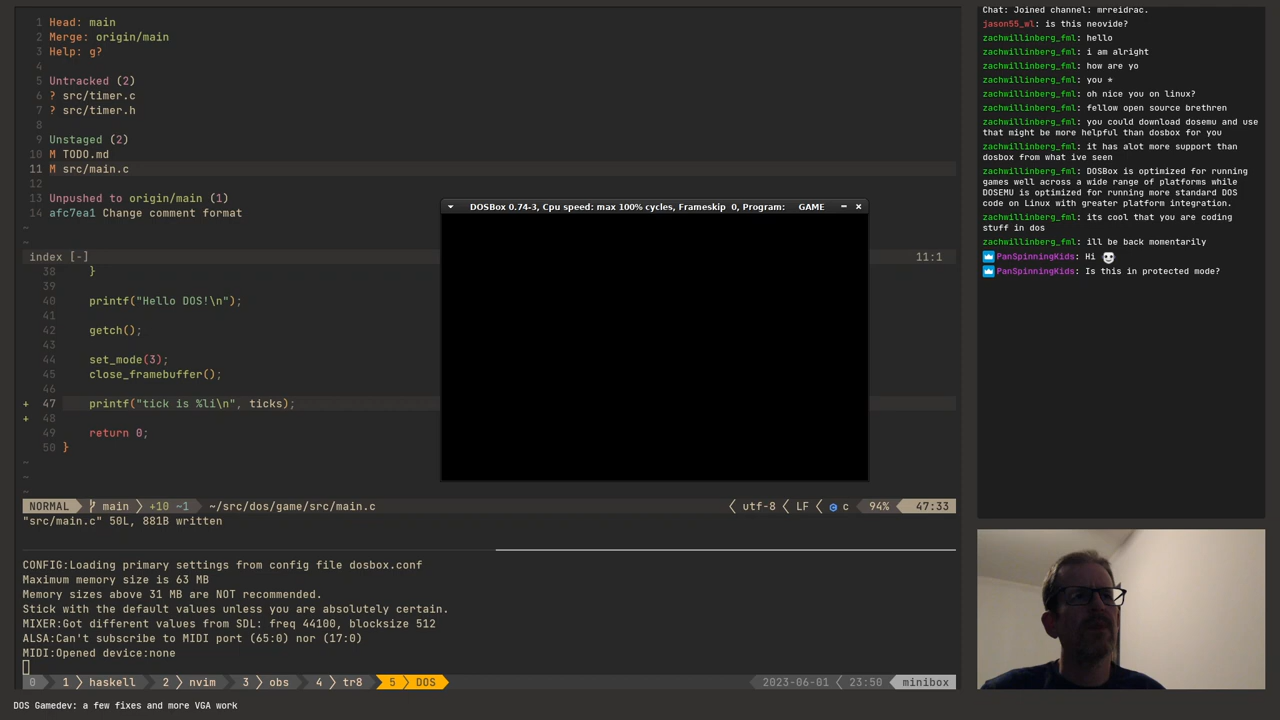 1 Head: main
2 Merge: origin/main
3 Help: g?
4
5 Untracked (2)
6 ? src/timer.c
7 ? src/timer.h
8
9 Unstaged (2)
10 M TODO.md
11 M src/main.c
12
13 Unpushed to origin/main (1)
14 afc7ea1 Change comment format
~
~
index [-] 11:1
38 }
39
40 printf("Hello DOS!\n");
41
42 getch();
43
44 set_mode(3);
45 close_framebuffer();
46
+ 47 printf("tick is %li\n", ticks);
+ 48
49 return 0;
50 }
~
~
~
NORMAL main +10 ~1 ~/src/dos/game/src/main.c utf-8 LF c 94% 47:33
"src/main.c" 50L, 881B written
CONFIG:Loading primary settings from config file dosbox.conf
Maximum memory size is 63 MB
Memory sizes above 31 MB are NOT recommended.
Stick with the default values unless you are absolutely certain.
MIXER:Got different values from SDL: freq 44100, blocksize 512
ALSA:Can't subscribe to MIDI port (65:0) nor (17:0)
MIDI:Opened device:none
0 1 haskell 2 nvim 3 obs 4 tr8 5 DOS 2023-06-01 23:50 minibox
DOS Gamedev: a few fixes and more VGA work
DOSBox 0.74-3, Cpu speed: max 100% cycles, Frameskip 0, Program: GAME
Chat: Joined channel: mrreidrac.
jason55_wl: is this neovide?
zachwillinberg_fml: hello
zachwillinberg_fml: i am alright
zachwillinberg_fml: how are yo
zachwillinberg_fml: you *
zachwillinberg_fml: oh nice you on linux?
zachwillinberg_fml: fellow open source brethren
zachwillinberg_fml: you could download dosemu and use
that might be more helpful than dosbox for you
zachwillinberg_fml: it has alot more support than
dosbox from what ive seen
zachwillinberg_fml: DOSBox is optimized for running
games well across a wide range of platforms while
DOSEMU is optimized for running more standard DOS
code on Linux with greater platform integration.
zachwillinberg_fml: its cool that you are coding
stuff in dos
zachwillinberg_fml: ill be back momentarily
PanSpinningKids: Hi
PanSpinningKids: Is this in protected mode?